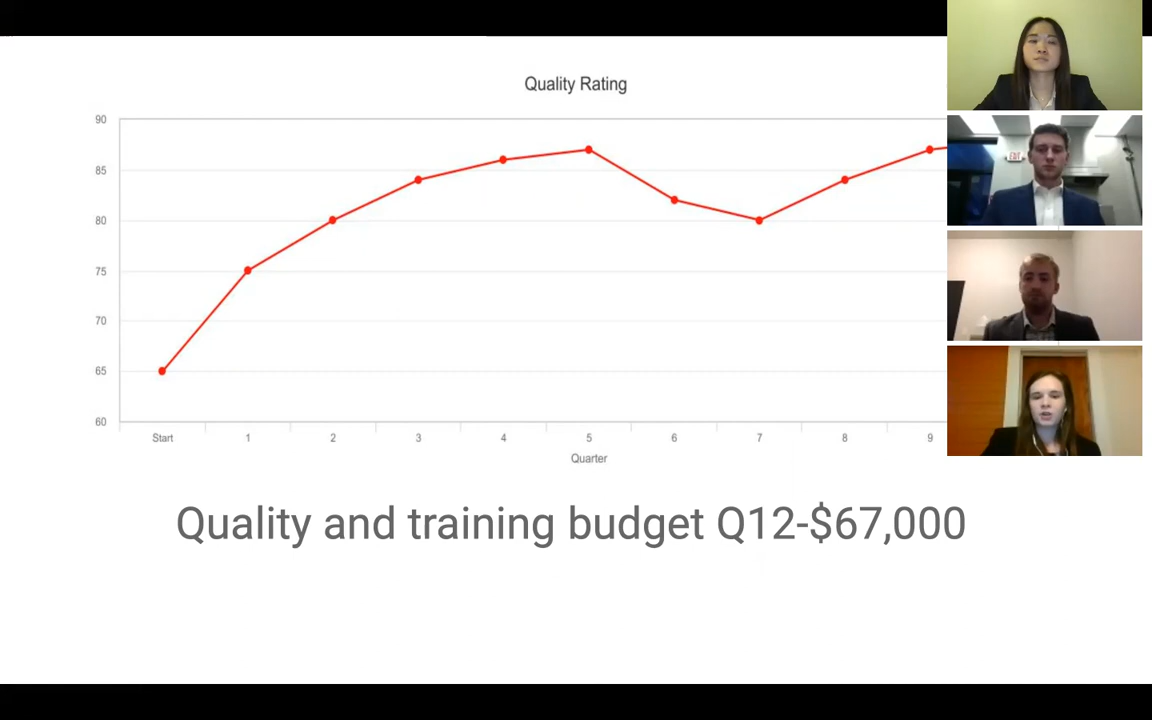 Quality Rating
90
85
80
75
70
65
60
Start 1 2 3 4 5 6 7 8 9
Quarter
Quality and training budget Q12-$67,000
EXIT